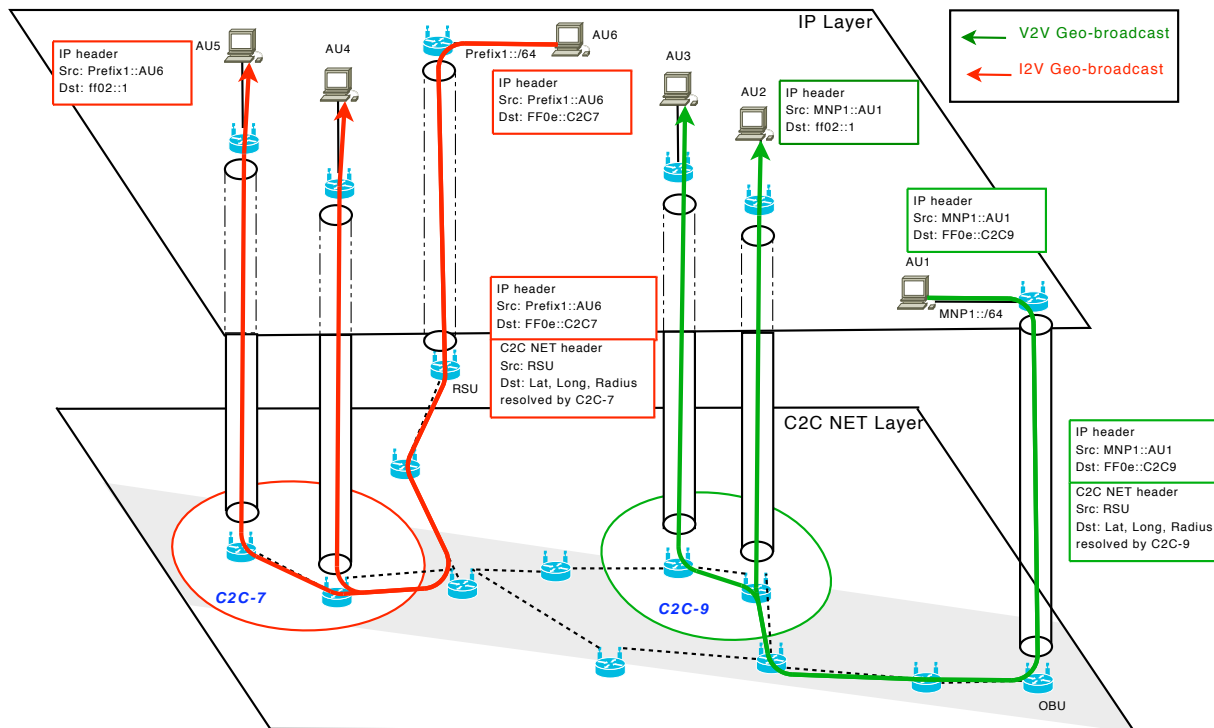 IP Layer
V2V Geo-broadcast
I2V Geo-broadcast
AU5
AU4
AU6
Prefix1::/64
AU3
AU2
IP header
Src: Prefix1::AU6
Dst: ff02::1
IP header
Src: Prefix1::AU6
Dst: FF0e::C2C7
IP header
Src: MNP1::AU1
Dst: ff02::1
IP header
Src: MNP1::AU1
Dst: FF0e::C2C9
AU1
MNP1::/64
IP header
Src: Prefix1::AU6
Dst: FF0e::C2C7
C2C NET header
Src: RSU
Dst: Lat, Long, Radius
resolved by C2C-7
RSU
C2C NET Layer
IP header
Src: MNP1::AU1
Dst: FF0e::C2C9
C2C NET header
Src: RSU
Dst: Lat, Long, Radius
resolved by C2C-9
C2C-7
C2C-9
OBU